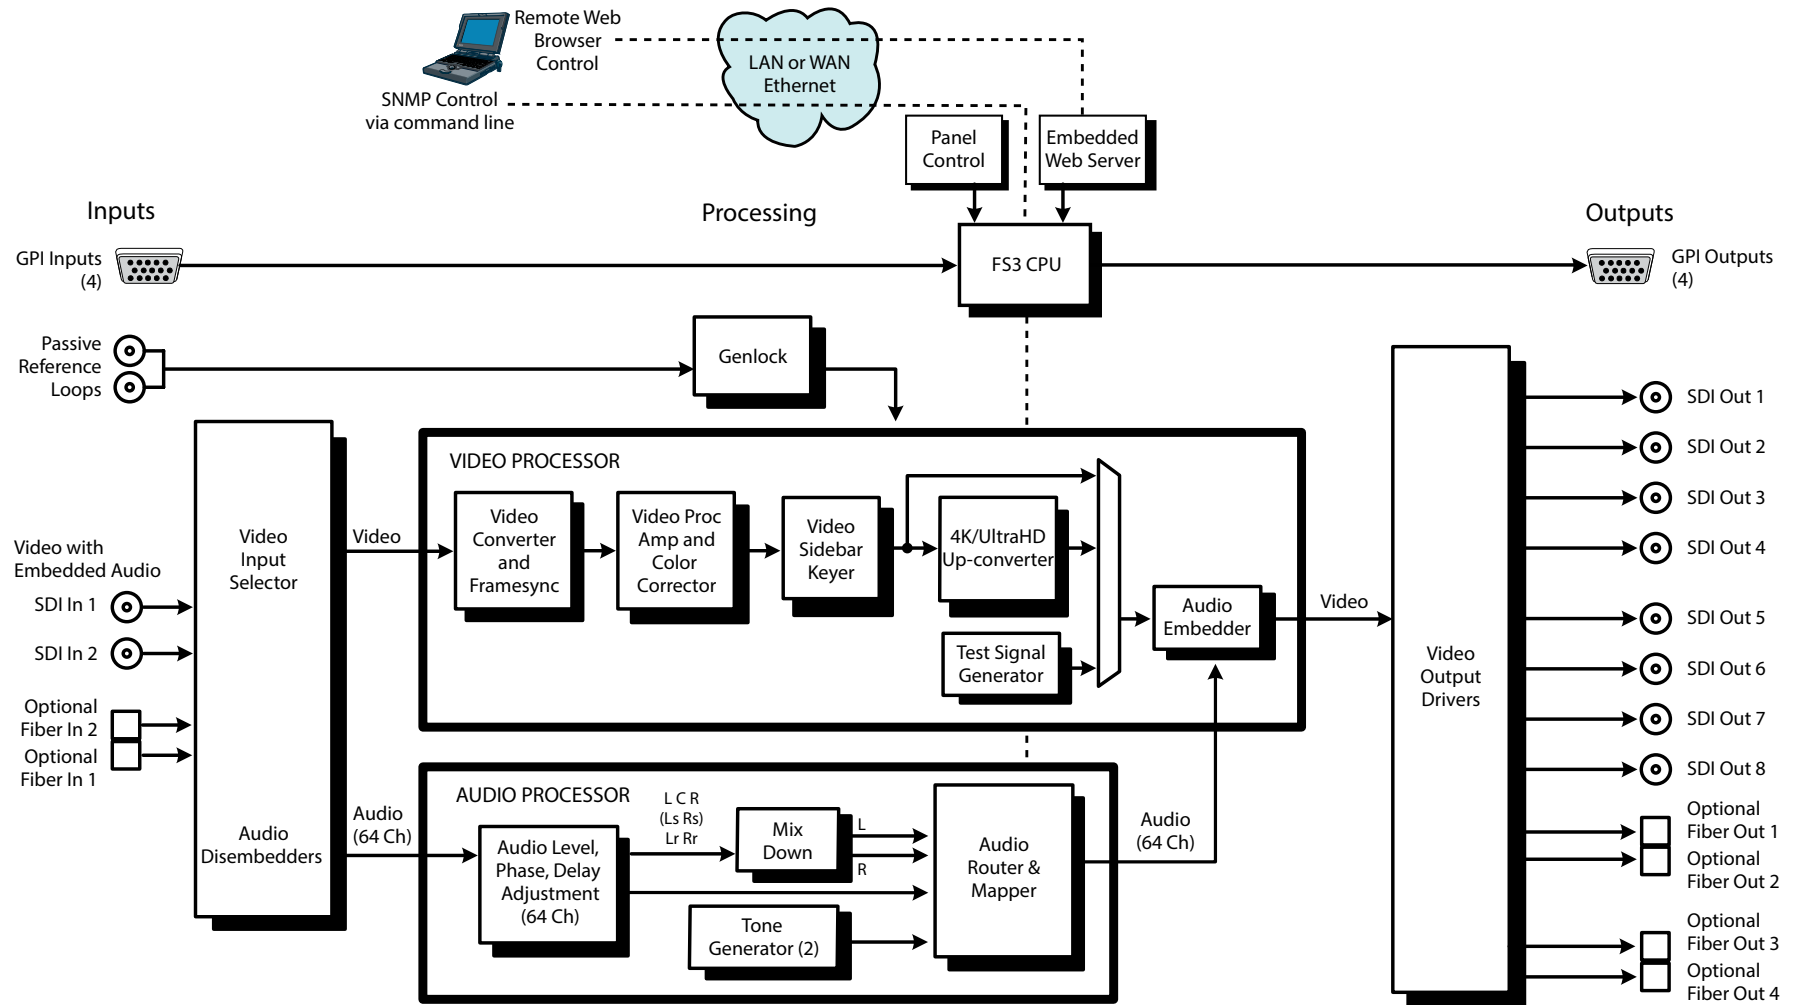 Remote Web
Browser
Control
LAN or WAN
Ethernet
SNMP Control
via command line
Panel
Control
Embedded
Web Server
Inputs
Processing
Outputs
GPI Inputs
(4)
FS3 CPU
GPI Outputs
(4)
Passive
Reference
Loops
Genlock
VIDEO PROCESSOR
Video
Input
Selector
Audio
Disembedders
Video
Video
Converter
and
Framesync
Video Proc
Amp and
Color
Corrector
Video
Sidebar
Keyer
4K/UltraHD
Up-converter
Test Signal
Generator
Audio
Embedder
Video
Video
Output
Drivers
Video with
Embedded Audio
SDI In 1
SDI In 2
Optional
Fiber In 2
Optional
Fiber In 1
Audio
(64 Ch)
AUDIO PROCESSOR
Audio Level,
Phase, Delay
Adjustment
(64 Ch)
L C R
(Ls Rs)
Lr Rr
Mix
Down
L
R
Tone
Generator (2)
Audio
Router &
Mapper
Audio
(64 Ch)
SDI Out 1
SDI Out 2
SDI Out 3
SDI Out 4
SDI Out 5
SDI Out 6
SDI Out 7
SDI Out 8
Optional
Fiber Out 1
Optional
Fiber Out 2
Optional
Fiber Out 3
Optional
Fiber Out 4